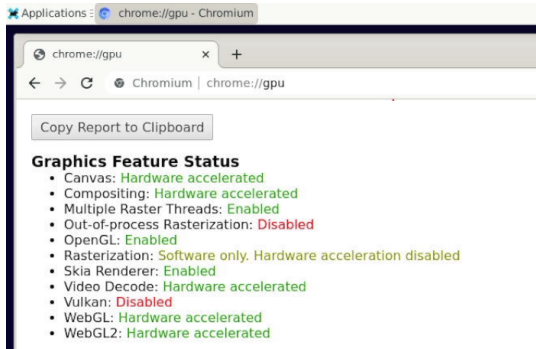 Applications
chrome://gpu - Chromium
chrome://gpu × +
Chromium | chrome://gpu
Copy Report to Clipboard
Graphics Feature Status
• Canvas: Hardware accelerated
• Compositing: Hardware accelerated
• Multiple Raster Threads: Enabled
• Out-of-process Rasterization: Disabled
• OpenGL: Enabled
• Rasterization: Software only. Hardware acceleration disabled
• Skia Renderer: Enabled
• Video Decode: Hardware accelerated
• Vulkan: Disabled
• WebGL: Hardware accelerated
• WebGL2: Hardware accelerated